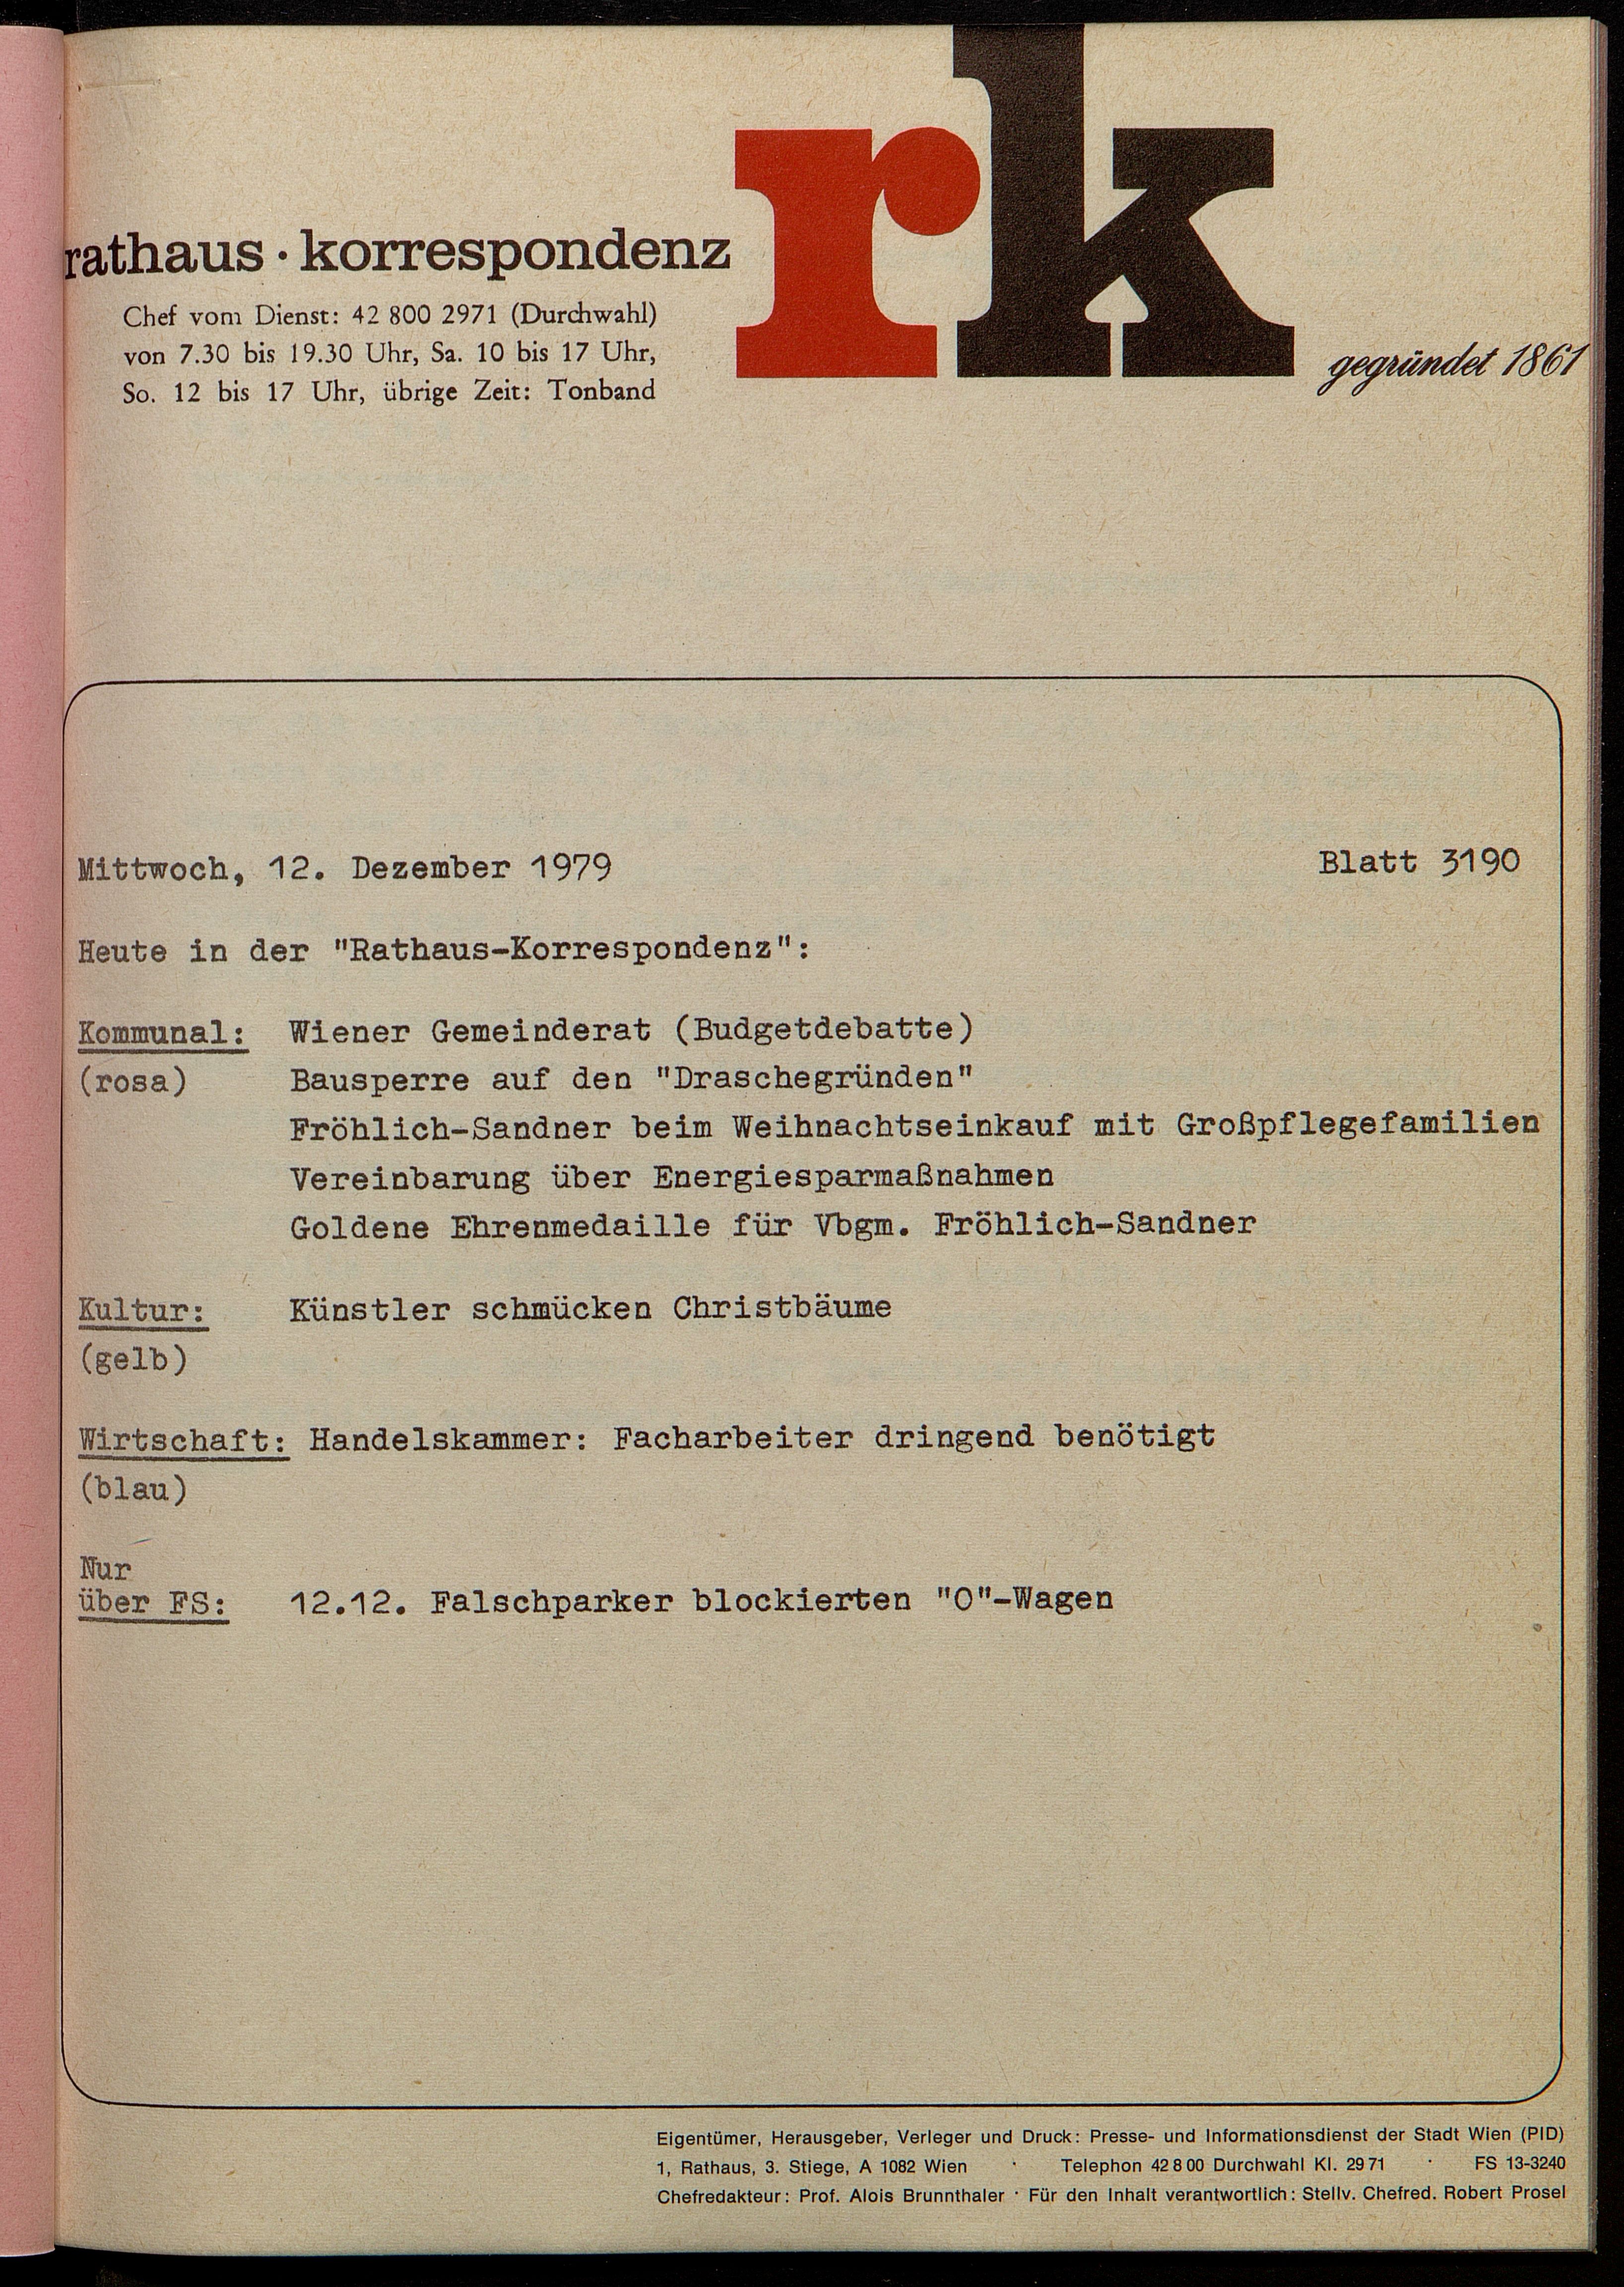 rk
rathaus · korrespondenz
Chef vom Dienst: 42 800 2971 (Durchwahl)
von 7.30 bis 19.30 Uhr, Sa. 10 bis 17 Uhr,
So. 12 bis 17 Uhr, übrige Zeit: Tonband
gegründet 1861
Mittwoch, 12. Dezember 1979 Blatt 3190
Heute in der "Rathaus-Korrespondenz":
Kommunal: Wiener Gemeinderat (Budgetdebatte)
(rosa) Bausperre auf den "Draschegründen"
Fröhlich-Sandner beim Weihnachtseinkauf mit Großpflegefamilien
Vereinbarung über Energiesparmaßnahmen
Goldene Ehrenmedaille für Vbgm. Fröhlich-Sandner
Kultur: Künstler schmücken Christbäume
(gelb)
Wirtschaft: Handelskammer: Facharbeiter dringend benötigt
(blau)
Nur
über FS: 12.12. Falschparker blockierten "O"-Wagen
Eigentümer, Herausgeber, Verleger und Druck: Presse- und Informationsdienst der Stadt Wien (PID)
1, Rathaus, 3. Stiege, A 1082 Wien · Telephon 42 8 00 Durchwahl Kl. 29 71 · FS 13-3240
Chefredakteur: Prof. Alois Brunnthaler · Für den Inhalt verantwortlich: Stellv. Chefred. Robert Prosel